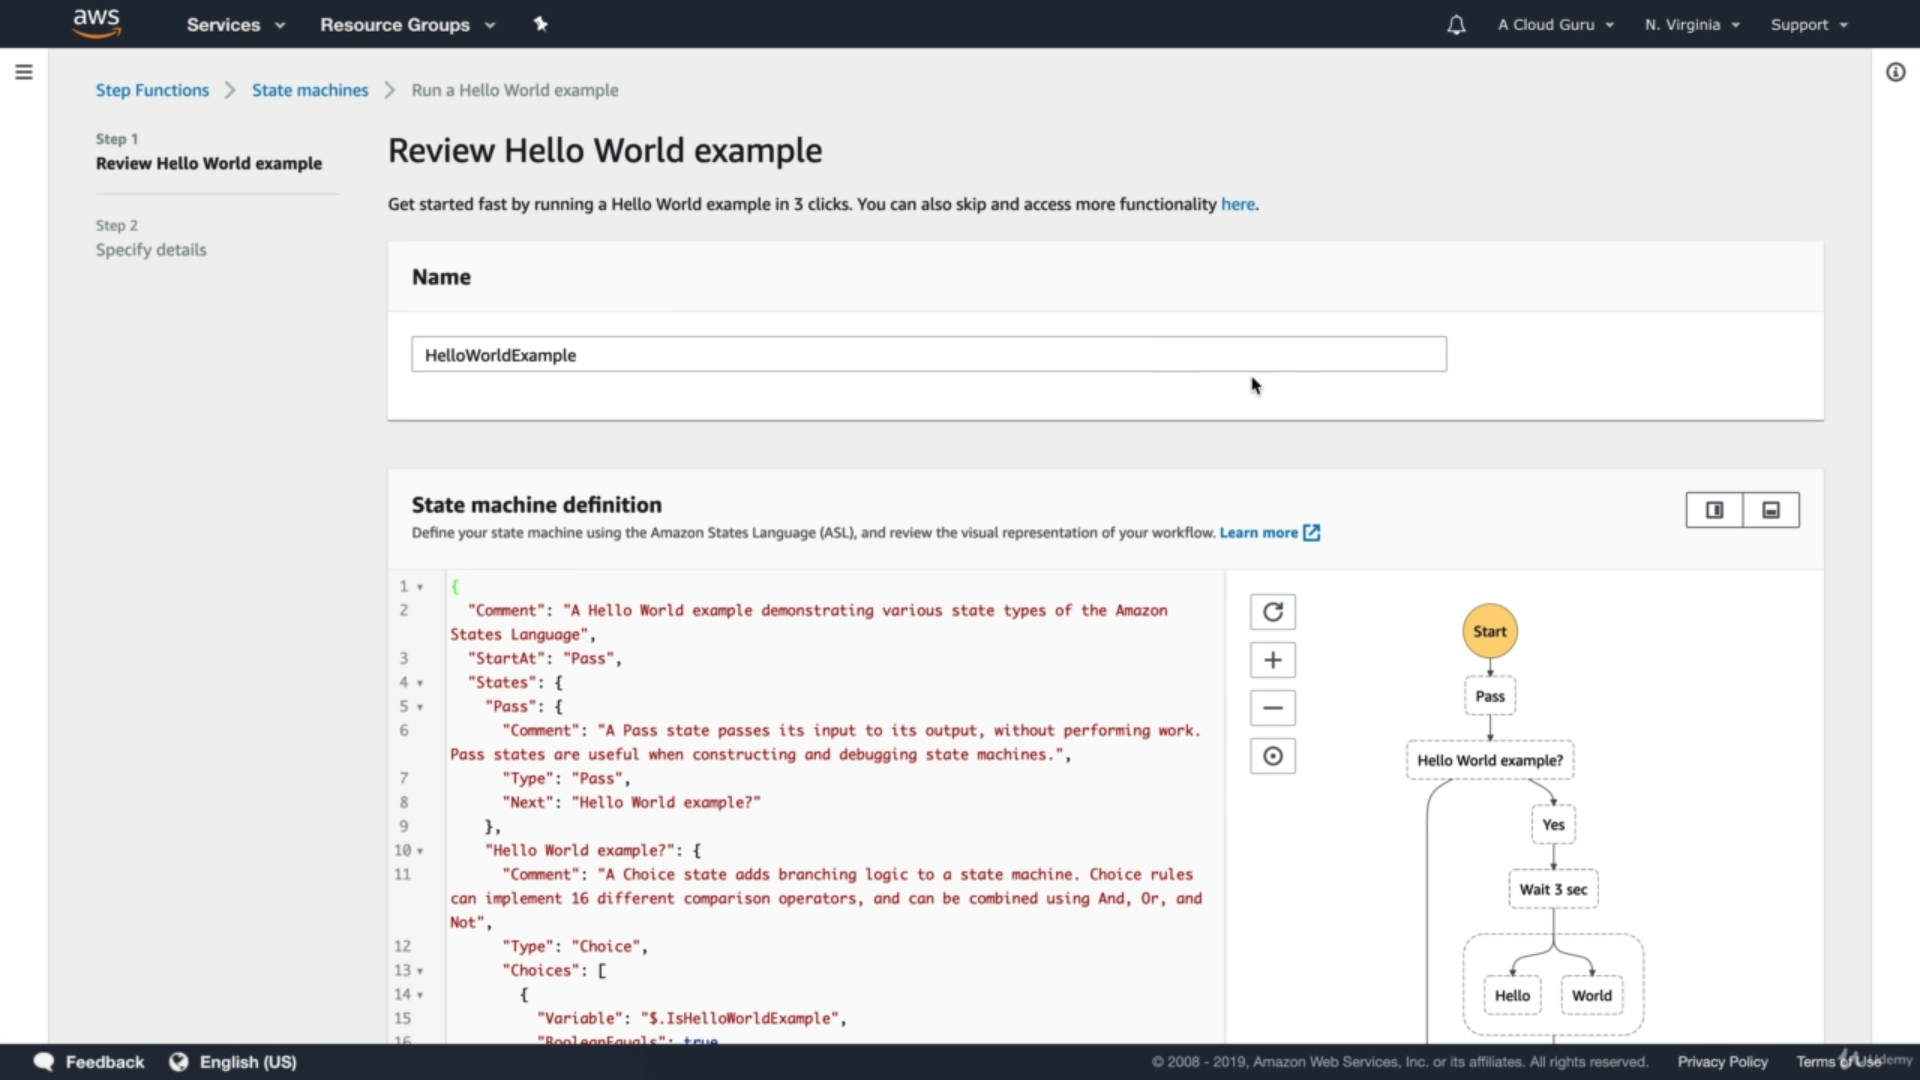 aws Services Resource Groups A Cloud Guru N. Virginia Support
Step Functions State machines Run a Hello World example
Step 1
Review Hello World example
Step 2
Specify details
Review Hello World example
Get started fast by running a Hello World example in 3 clicks. You can also skip and access more functionality here.
Name
HelloWorldExample
State machine definition
Define your state machine using the Amazon States Language (ASL), and review the visual representation of your workflow. Learn more
1 {
2 "Comment": "A Hello World example demonstrating various state types of the Amazon
States Language",
3 "StartAt": "Pass",
4 "States": {
5 "Pass": {
6 "Comment": "A Pass state passes its input to its output, without performing work.
Pass states are useful when constructing and debugging state machines.",
7 "Type": "Pass",
8 "Next": "Hello World example?"
9 },
10 "Hello World example?": {
11 "Comment": "A Choice state adds branching logic to a state machine. Choice rules
can implement 16 different comparison operators, and can be combined using And, Or, and
Not",
12 "Type": "Choice",
13 "Choices": [
14 {
15 "Variable": "$.IsHelloWorldExample",
16 "BooleanEquals": true
Start
Pass
Hello World example?
Yes
Wait 3 sec
Hello World
Feedback English (US) © 2008 - 2019, Amazon Web Services, Inc. or its affiliates. All rights reserved. Privacy Policy Terms of Use
Udemy